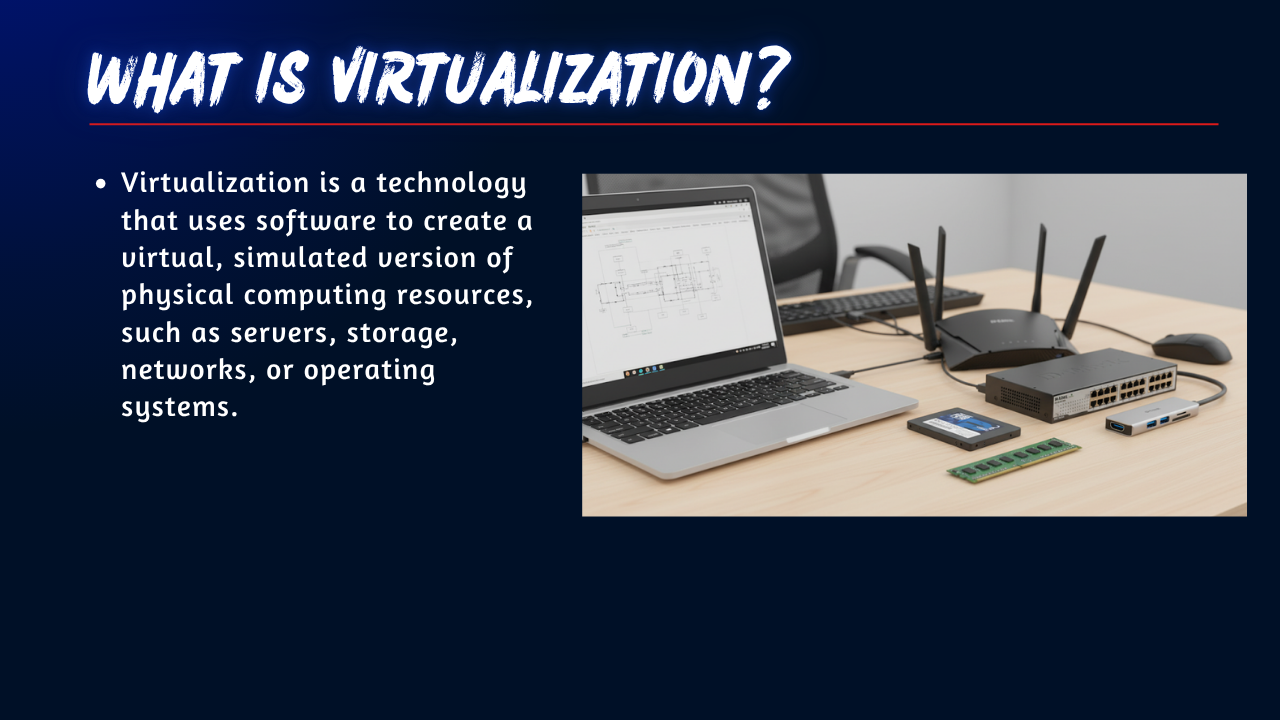 WHAT IS VIRTUALIZATION?
• Virtualization is a technology
that uses software to create a
virtual, simulated version of
physical computing resources,
such as servers, storage,
networks, or operating
systems.